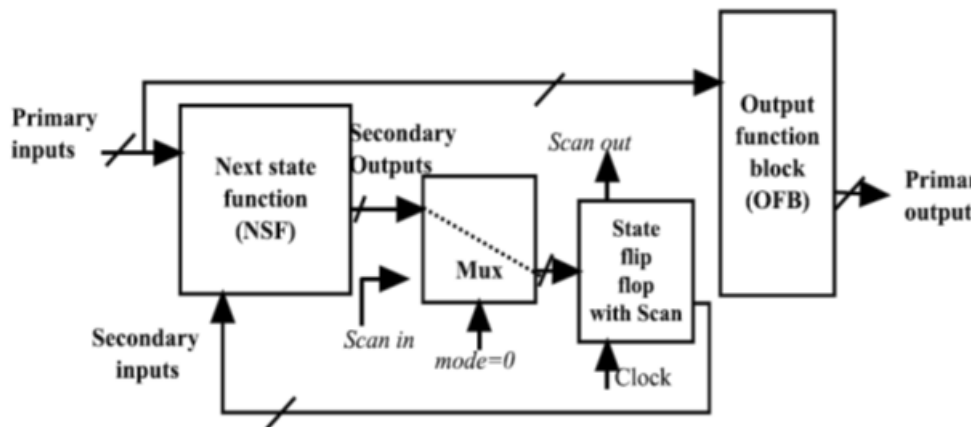 Primary
inputs
Next state
function
(NSF)
Secondary
Outputs
Scan in
Mux
mode=0
Scan out
State
flip
flop
with Scan
Clock
Output
function
block
(OFB)
Primar
output
Secondary
inputs